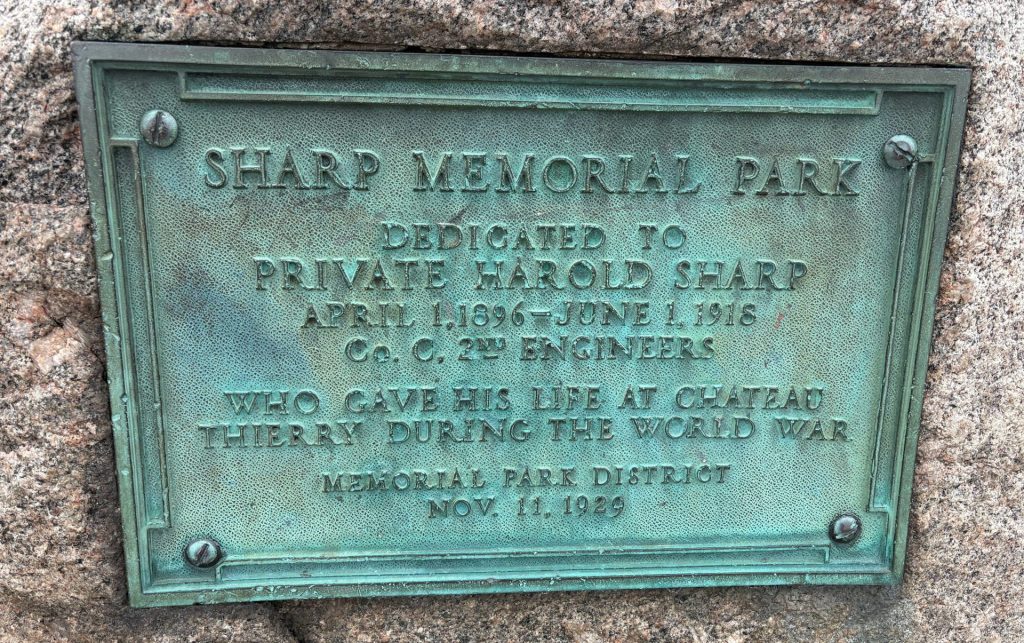 SHARP MEMORIAL PARK
DEDICATED TO
PRIVATE HAROLD SHARP
APRIL 1, 1896 – JUNE 1, 1918
Co. C. 2ND ENGINEERS
WHO GAVE HIS LIFE AT CHATEAU
THIERRY DURING THE WORLD WAR
MEMORIAL PARK DISTRICT
NOV. 11, 1929